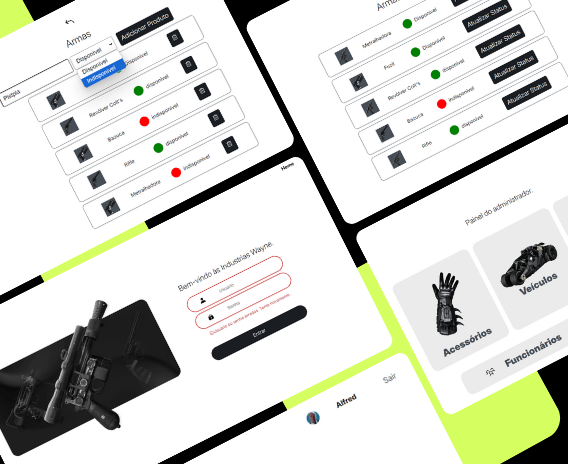 Armas
Adicionar Produto
Disponível
Disponível
Indisponível
Pistola
Disponível
Revólver Colt's
disponível
Bazuca
indisponível
Rifle
disponível
Metralhadora
indisponível
Armas
Metralhadora
Disponível
Fuzil
Disponível
Atualizar Status
Revólver Colt's
disponível
Atualizar Status
Bazuca
indisponível
Atualizar Status
Rifle
disponível
Atualizar Status
Home
Bem-vindo às Industrias Wayne.
Usuário
Senha
Entrar
Painel do administrador.
Acessórios
Veículos
Funcionários
Alfred
Sair